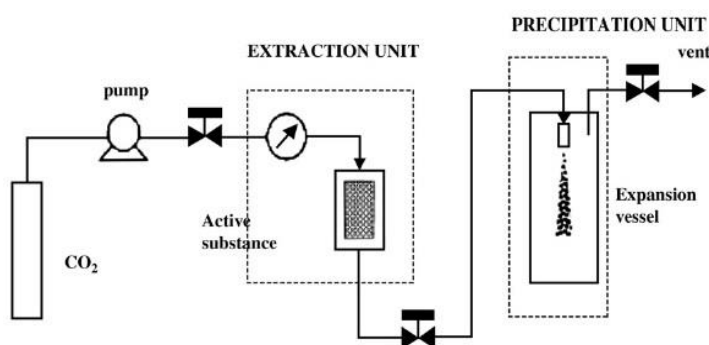 PRECIPITATION UNIT
vent
EXTRACTION UNIT
pump
Active
substance
Expansion
vessel
CO₂